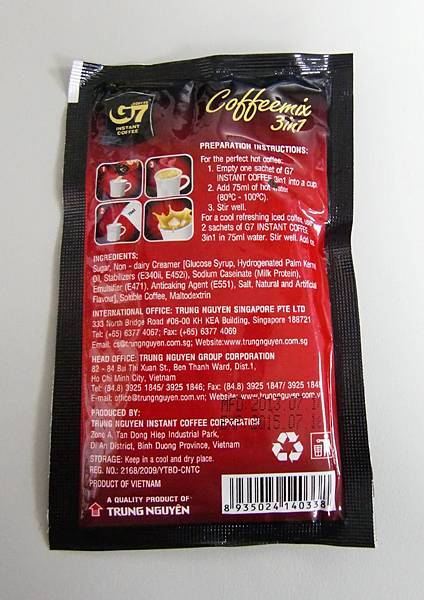 COFFEE
G7
INSTANT
COFFEE
Coffeemix
3in1
PREPARATION INSTRUCTIONS:
For the perfect hot coffee:
1. Empty one sachet of G7
INSTANT COFFEE 3in1 into a cup.
2. Add 75ml of hot water
(80ºC - 100ºC).
3. Stir well.
For a cool refreshing iced coffee, use
2 sachets of G7 INSTANT COFFEE
3in1 in 75ml water. Stir well. Add ice.
INGREDIENTS:
Sugar, Non - dairy Creamer [Glucose Syrup, Hydrogenated Palm Kernel
Oil, Stabilizers (E340ii, E452i), Sodium Caseinate (Milk Protein),
Emulsifier (E471), Anticaking Agent (E551), Salt, Natural and Artificial
Flavour], Soluble Coffee, Maltodextrin
INTERNATIONAL OFFICE: TRUNG NGUYEN SINGAPORE PTE LTD
333 North Bridge Road #06-00 KH KEA Building, Singapore 188721
Tel: (+65) 6377 4067; Fax: (+65) 6377 4069
Email: cs@trungnguyen.com.sg; Website:www.trungnguyen.com.sg
HEAD OFFICE: TRUNG NGUYEN GROUP CORPORATION
82 - 84 Bui Thi Xuan St., Ben Thanh Ward, Dist.1,
Ho Chi Minh City, Vietnam
Tel: (84.8) 3925 1845/ 3925 1846; Fax: (84.8) 3925 1847/ 3925 1848
E-mail: office@trungnguyen.com.vn; Website: www.trungnguyen.com.vn
MFD 2013.07.1
2015.07.1
PRODUCED BY:
TRUNG NGUYEN INSTANT COFFEE CORPORATION
Zone A, Tan Dong Hiep Industrial Park,
Di An District, Binh Duong Province, Vietnam
STORAGE: Keep in a cool and dry place.
REG. NO.: 2168/2009/YTBD-CNTC
PRODUCT OF VIETNAM
A QUALITY PRODUCT OF
TRUNG NGUYÊN
8 935024 140338